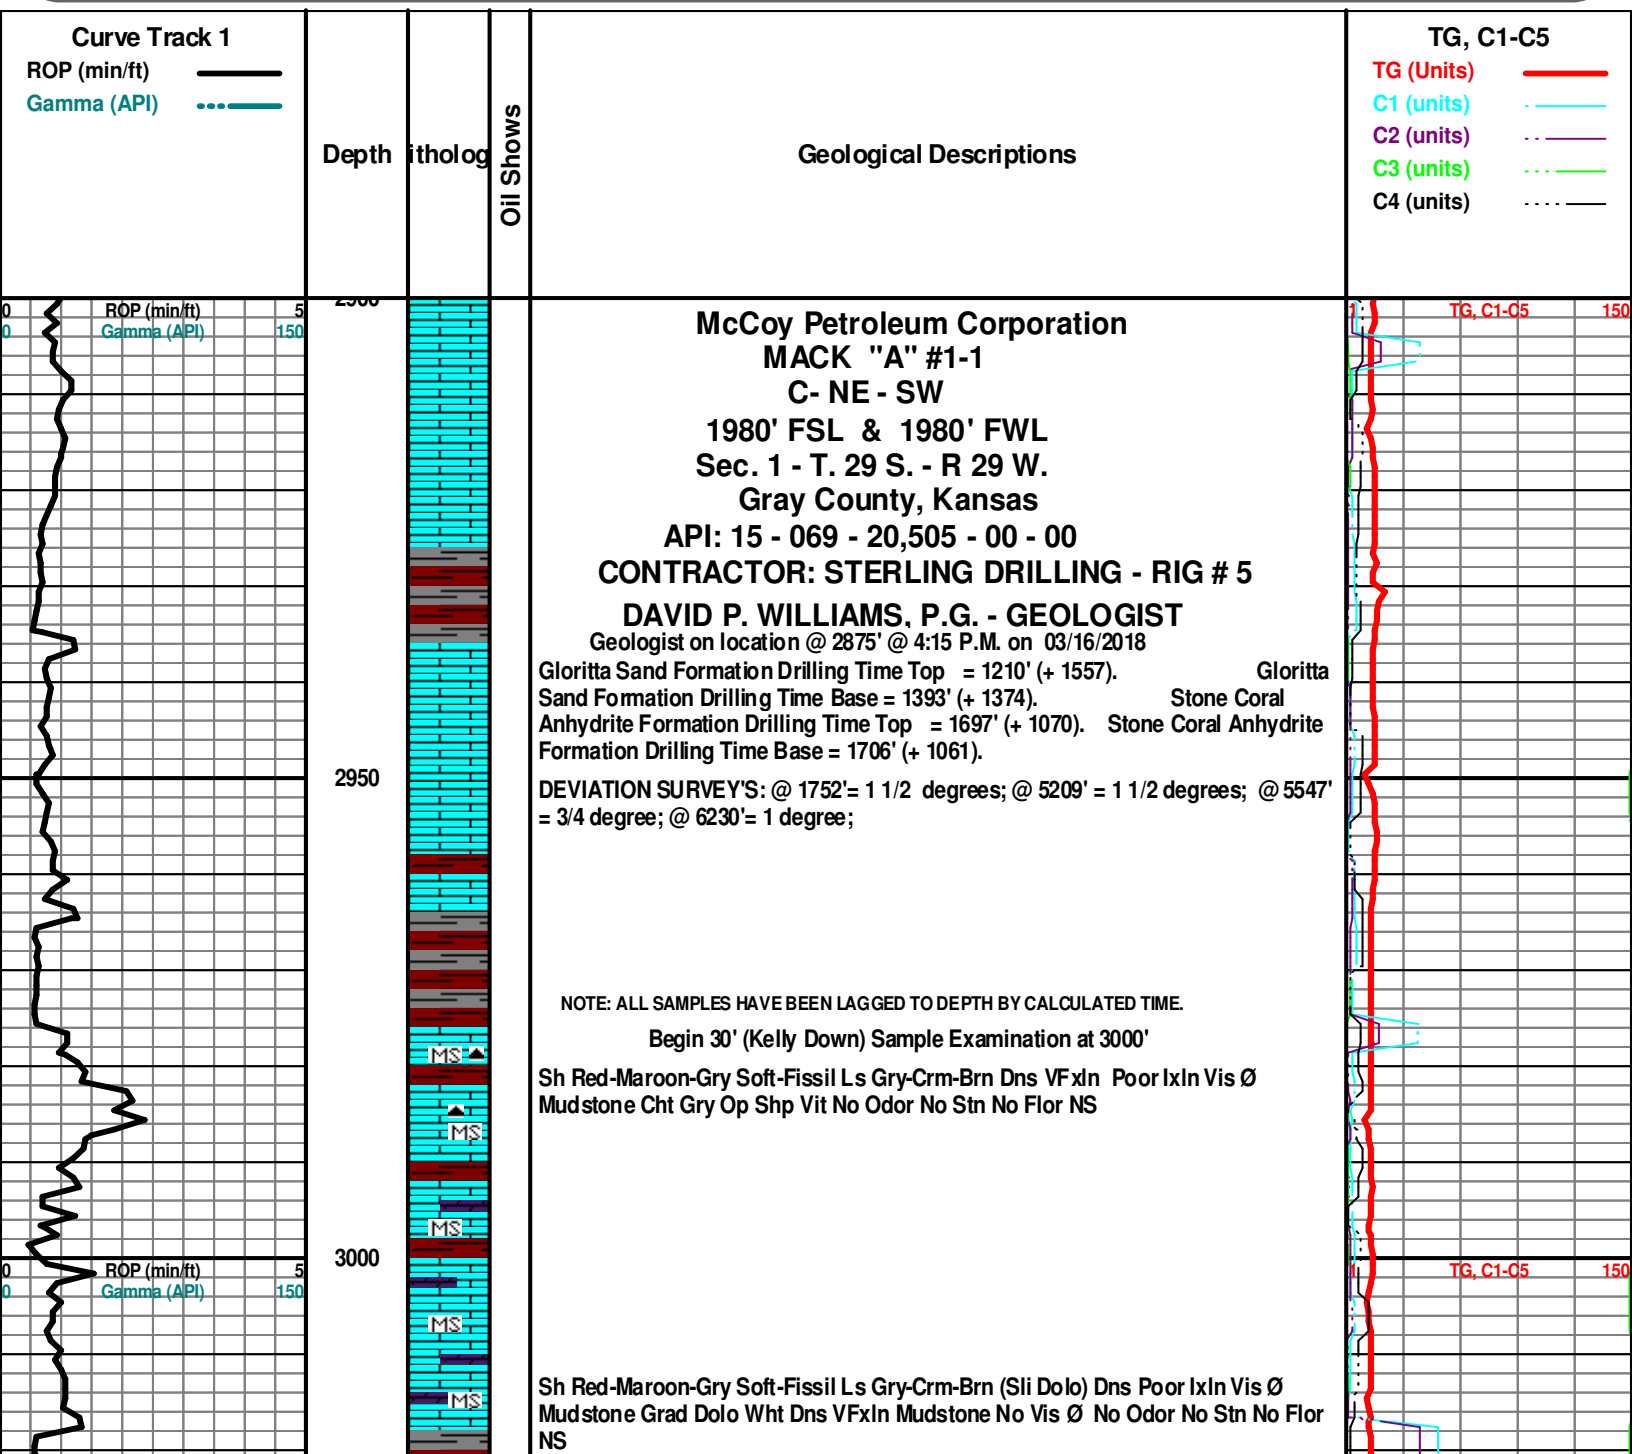 Curve Track 1
ROP (min/ft)
Gamma (API)
Depth
itholog
Oil Shows
Geological Descriptions
TG, C1-C5
TG (Units)
C1 (units)
C2 (units)
C3 (units)
C4 (units)
0 ROP (min/ft) 5
0 Gamma (API) 150
2900
1 TG, C1-C5 150
McCoy Petroleum Corporation
MACK "A" #1-1
C- NE - SW
1980' FSL & 1980' FWL
Sec. 1 - T. 29 S. - R 29 W.
Gray County, Kansas
API: 15 - 069 - 20,505 - 00 - 00
CONTRACTOR: STERLING DRILLING - RIG # 5
DAVID P. WILLIAMS, P.G. - GEOLOGIST
Geologist on location @ 2875' @ 4:15 P.M. on 03/16/2018
Gloritta Sand Formation Drilling Time Top = 1210' (+ 1557). Gloritta
Sand Formation Drilling Time Base = 1393' (+ 1374). Stone Coral
Anhydrite Formation Drilling Time Top = 1697' (+ 1070). Stone Coral Anhydrite
Formation Drilling Time Base = 1706' (+ 1061).
2950
DEVIATION SURVEY'S: @ 1752'= 1 1/2 degrees; @ 5209' = 1 1/2 degrees; @ 5547'
= 3/4 degree; @ 6230'= 1 degree;
NOTE: ALL SAMPLES HAVE BEEN LAGGED TO DEPTH BY CALCULATED TIME.
Begin 30' (Kelly Down) Sample Examination at 3000'
MS
Sh Red-Maroon-Gry Soft-Fissil Ls Gry-Crm-Brn Dns VFxln Poor Ixln Vis Ø
Mudstone Cht Gry Op Shp Vit No Odor No Stn No Flor NS
MS
MS
3000
0 ROP (min/ft) 5
0 Gamma (API) 150
1 TG, C1-C5 150
MS
Sh Red-Maroon-Gry Soft-Fissil Ls Gry-Crm-Brn (Sli Dolo) Dns Poor Ixln Vis Ø
MS
Mudstone Grad Dolo Wht Dns VFxln Mudstone No Vis Ø No Odor No Stn No Flor
NS